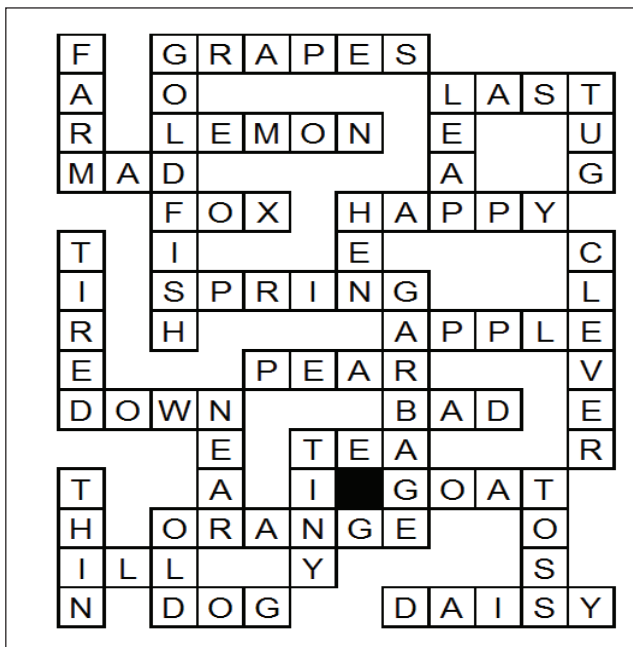 F GRAPES
A O LAST
R LEMON E U
MAD A G
FOX HAPPY
T I E C
I SPRING L
R H APPLE
E PEAR V
DOWN BAD E
E TEA R
T A I GOAT
H ORANGE O
ILL Y S
N DOG DAISY